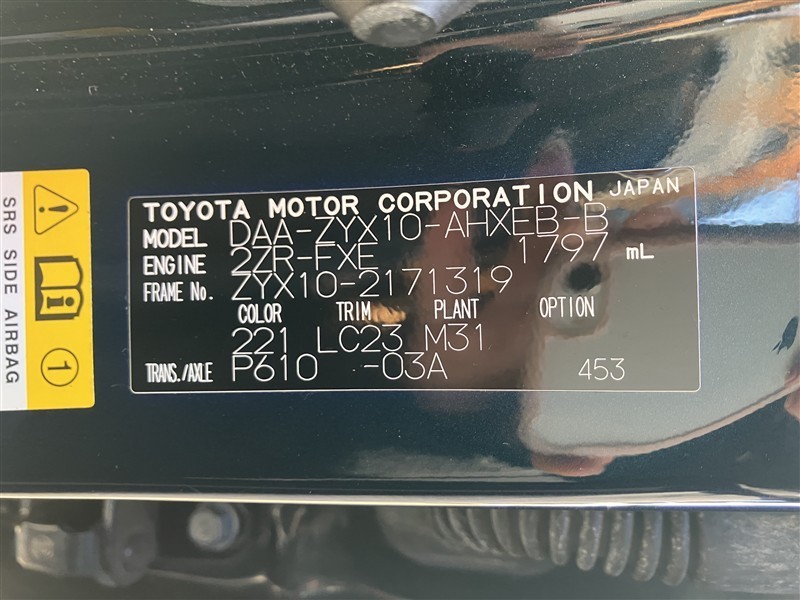 TOYOTA MOTOR CORPORATION JAPAN
MODEL DAA-ZYX10-AHXEB-B
ENGINE 2ZR-FXE 1797 mL
FRAME No. ZYX10-2171319
COLOR TRIM PLANT OPTION
221 LC23 M31
TRANS./AXLE P610 -03A 453
SRS SIDE AIRBAG
1